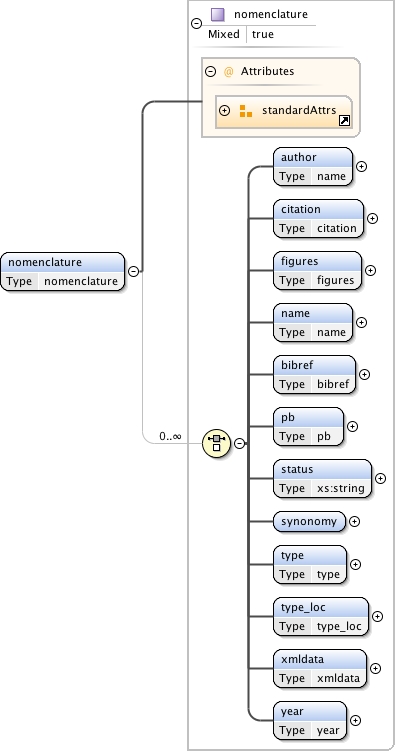 nomenclature
Mixed true
@ Attributes
standardAttrs
author
Type name
citation
Type citation
figures
Type figures
nomenclature
Type nomenclature
name
Type name
bibref
Type bibref
pb
Type pb
0..∞
status
Type xs:string
synonomy
type
Type type
type_loc
Type type_loc
xmldata
Type xmldata
year
Type year